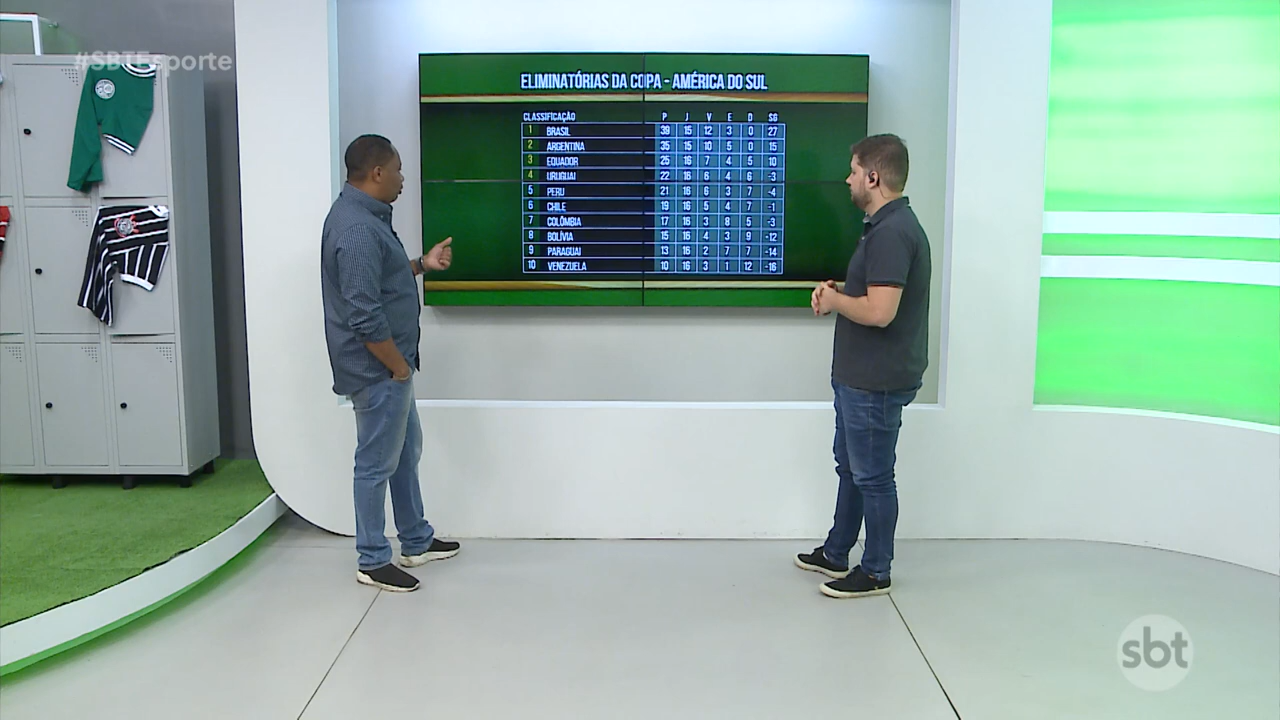 #SBTEsporte
ELIMINATÓRIAS DA COPA - AMÉRICA DO SUL
CLASSIFICAÇÃO P J V E D SG
1 BRASIL 39 15 12 3 0 27
2 ARGENTINA 35 15 10 5 0 15
3 EQUADOR 25 16 7 4 5 10
4 URUGUAI 22 16 6 4 6 -3
5 PERU 21 16 6 3 7 -4
6 CHILE 19 16 5 4 7 -1
7 COLÔMBIA 17 16 3 8 5 -3
8 BOLÍVIA 15 16 4 3 9 -12
9 PARAGUAI 13 16 2 7 7 -14
10 VENEZUELA 10 16 3 1 12 -16
sbt